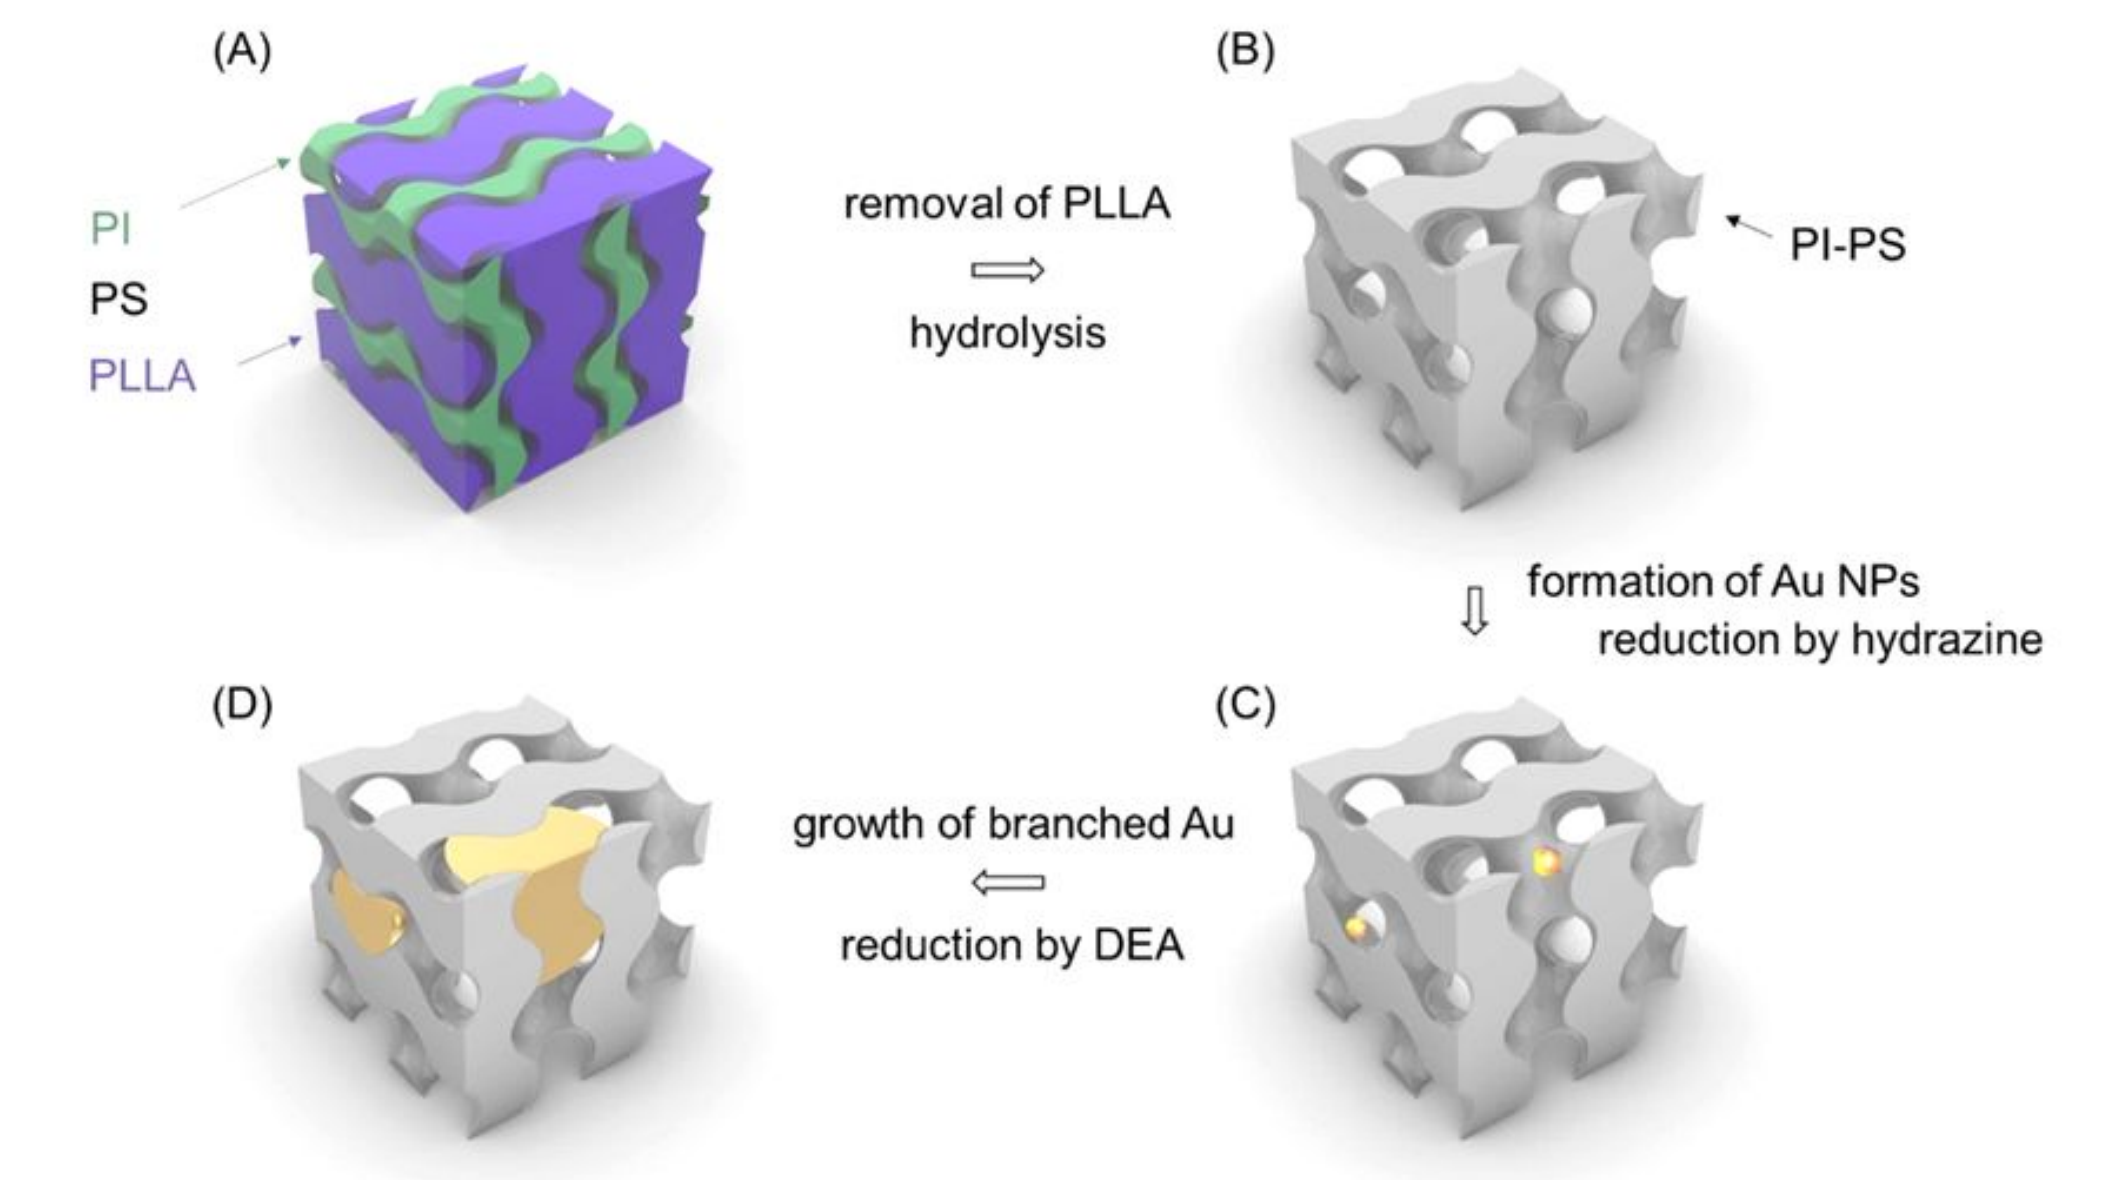 (A)
PI
PS
PLLA
removal of PLLA
hydrolysis
(B)
PI-PS
formation of Au NPs
reduction by hydrazine
(C)
growth of branched Au
reduction by DEA
(D)